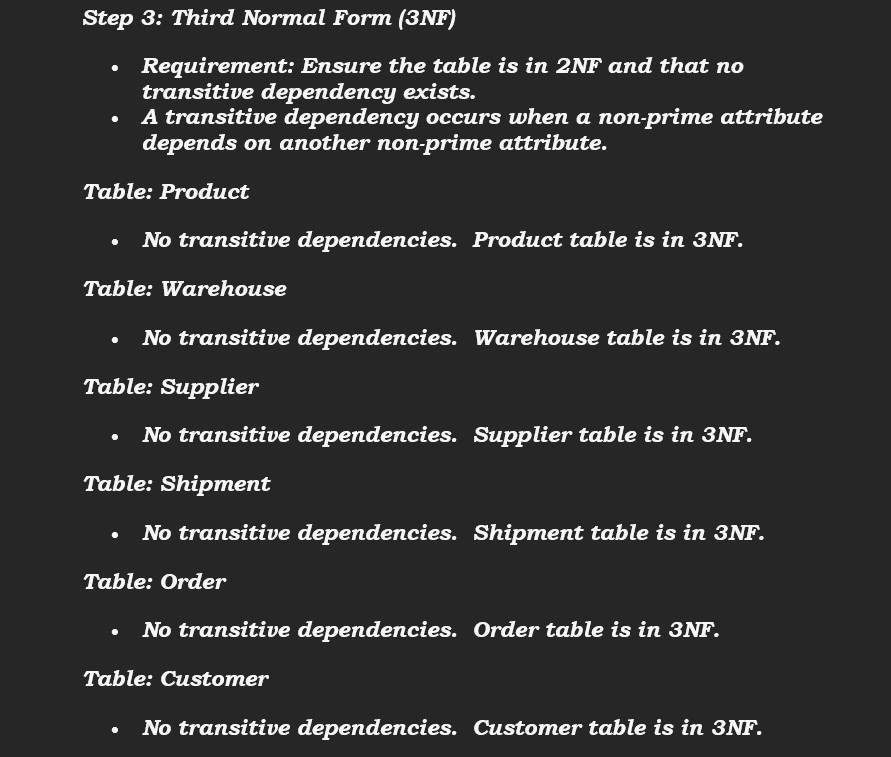 Step 3: Third Normal Form (3NF)
• Requirement: Ensure the table is in 2NF and that no
transitive dependency exists.
• A transitive dependency occurs when a non-prime attribute
depends on another non-prime attribute.
Table: Product
• No transitive dependencies.  Product table is in 3NF.
Table: Warehouse
• No transitive dependencies.  Warehouse table is in 3NF.
Table: Supplier
• No transitive dependencies.  Supplier table is in 3NF.
Table: Shipment
• No transitive dependencies.  Shipment table is in 3NF.
Table: Order
• No transitive dependencies.  Order table is in 3NF.
Table: Customer
• No transitive dependencies.  Customer table is in 3NF.